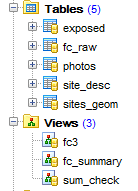 Tables (5)
exposed
fc_raw
photos
site_desc
sites_geom
Views (3)
fc3
fc_summary
sum_check